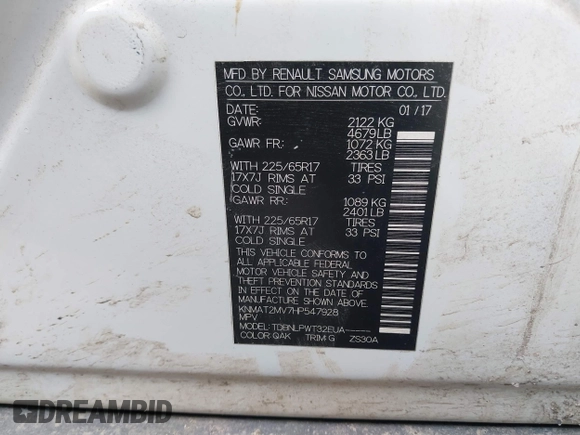 MFD BY RENAULT SAMSUNG MOTORS
CO., LTD. FOR NISSAN MOTOR CO., LTD.
DATE: 01 / 17
GVWR: 2122 KG
4679LB
GAWR FR.: 1072 KG
2363 LB
WITH 225/65R17 TIRES
17X7J RIMS AT 33 PSI
COLD SINGLE
GAWR RR.: 1089 KG
2401 LB
WITH 225/65R17 TIRES
17X7J RIMS AT 33 PSI
COLD SINGLE
THIS VEHICLE CONFORMS TO
ALL APPLICABLE FEDERAL
MOTOR VEHICLE SAFETY AND
THEFT PREVENTION STANDARDS
IN EFFECT ON THE DATE OF
MANUFACTURE SHOWN ABOVE.
KNMAT2MV7HP547928
MPV
MODEL: TDBNLPWT32EUA------
COLOR: QAK TRIM: G ZS30A
DREAMBID